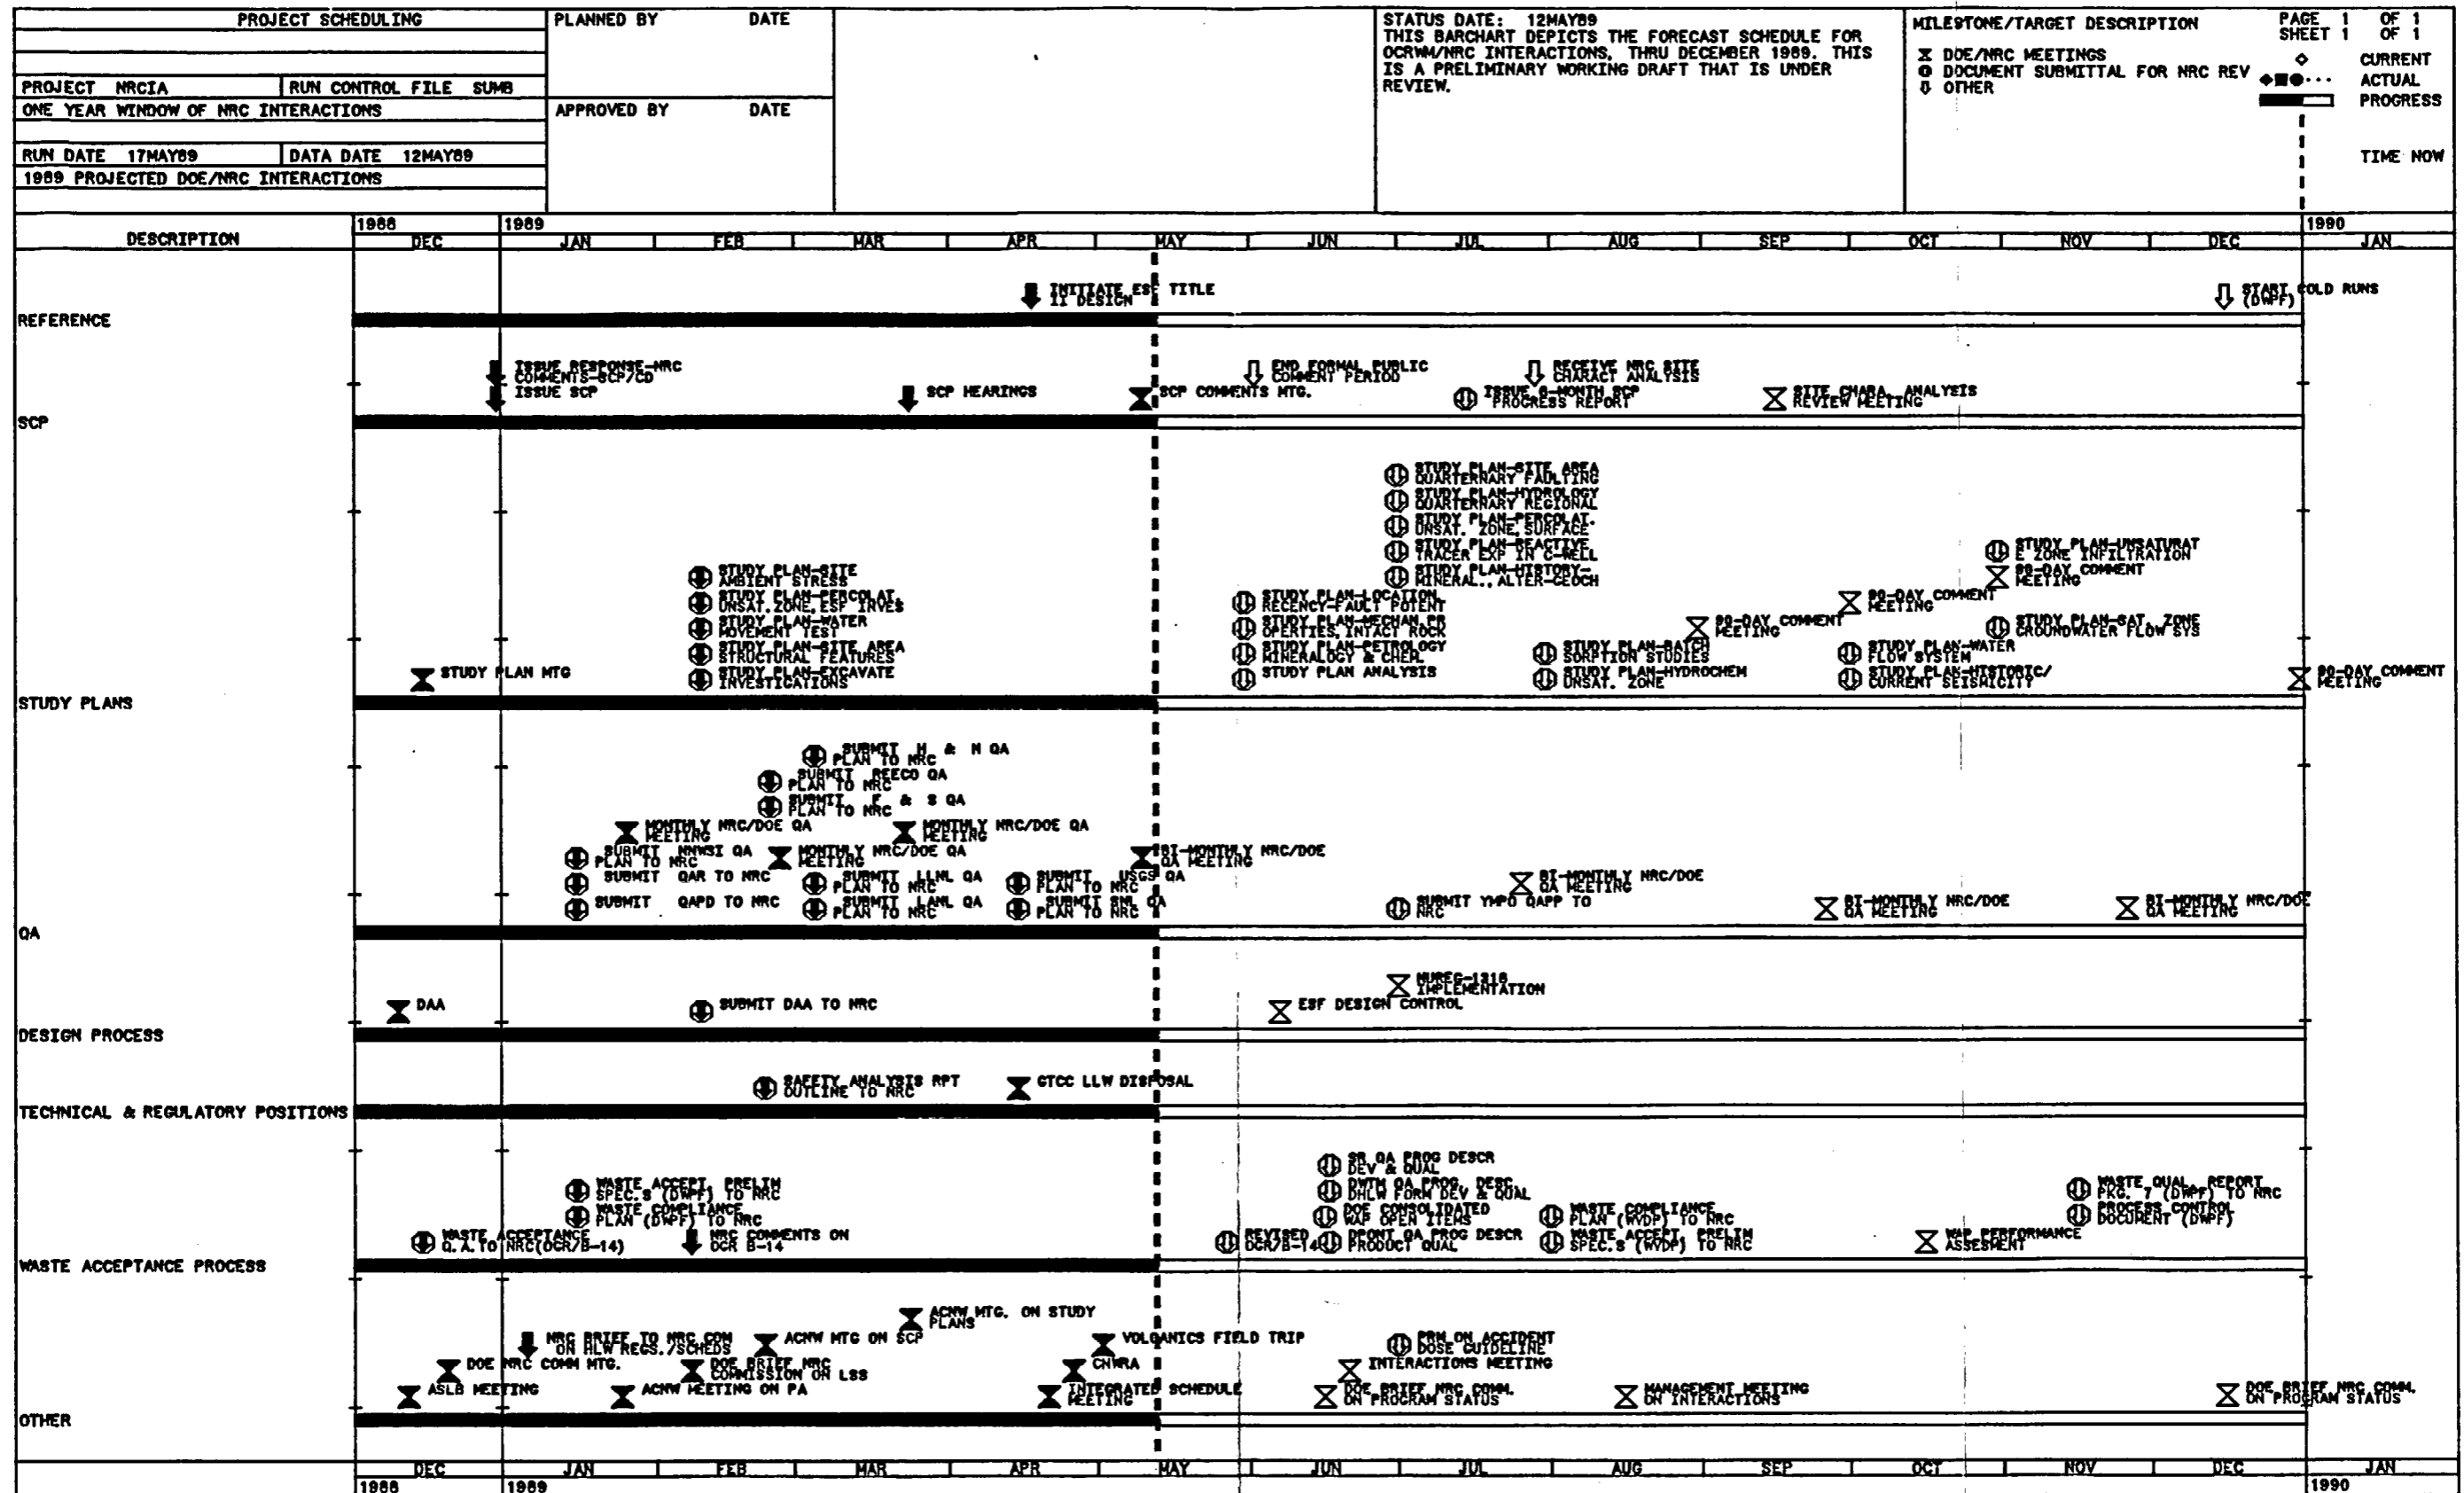 PROJECT SCHEDULING
PROJECT NRCIA
RUN CONTROL FILE SUMB
ONE YEAR WINDOW OF NRC INTERACTIONS
RUN DATE 17MAY89
DATA DATE 12MAY89
1989 PROJECTED DOE/NRC INTERACTIONS
PLANNED BY DATE
APPROVED BY DATE
STATUS DATE: 12MAY89
THIS BARCHART DEPICTS THE FORECAST SCHEDULE FOR
OCRWM/NRC INTERACTIONS, THRU DECEMBER 1989. THIS
IS A PRELIMINARY WORKING DRAFT THAT IS UNDER
REVIEW.
MILESTONE/TARGET DESCRIPTION
DOE/NRC MEETINGS
DOCUMENT SUBMITTAL FOR NRC REV
OTHER
PAGE 1 OF 1
SHEET 1 OF 1
CURRENT
ACTUAL
PROGRESS
TIME NOW
DESCRIPTION
1988 1989 1990
DEC JAN FEB MAR APR MAY JUN JUL AUG SEP OCT NOV DEC JAN
INITIATE ESF TITLE
II DESIGN
START COLD RUNS
(DWPF)
REFERENCE
ISSUE RESPONSE-NRC
COMMENTS-SCP/CD
ISSUE SCP
SCP HEARINGS
SCP COMMENTS MTG.
END FORMAL PUBLIC
COMMENT PERIOD
RECEIVE NRC SITE
CHARACT ANALYSIS
ISSUE 6-MONTH SCP
PROGRESS REPORT
SITE CHARA. ANALYSIS
REVIEW MEETING
SCP
STUDY PLAN MTG
STUDY PLAN-SITE
AMBIENT STRESS
STUDY PLAN-PERCOLAT.
UNSAT.ZONE,ESF INVES
STUDY PLAN-WATER
MOVEMENT TEST
STUDY PLAN-SITE AREA
STRUCTURAL FEATURES
STUDY PLAN-EXCAVATE
INVESTIGATIONS
STUDY PLAN-LOCATION,
RECENCY-FAULT POTENT
STUDY PLAN-MECHAN.PR
OPERTIES, INTACT ROCK
STUDY PLAN-PETROLOGY
MINERALOGY & CHEM.
STUDY PLAN ANALYSIS
STUDY PLAN-SITE AREA
QUARTERNARY FAULTING
STUDY PLAN-HYDROLOGY
QUARTERNARY REGIONAL
STUDY PLAN-PERCOLAT.
UNSAT. ZONE,SURFACE
STUDY PLAN-REACTIVE
TRACER EXP IN C-WELL
STUDY PLAN-HISTORY-
MINERAL.,ALTER-GEOCH
STUDY PLAN-BATCH
SORPTION STUDIES
STUDY PLAN-HYDROCHEM
UNSAT. ZONE
90-DAY COMMENT
MEETING
90-DAY COMMENT
MEETING
STUDY PLAN-WATER
FLOW SYSTEM
STUDY PLAN-HISTORIC/
CURRENT SEISMICITY
STUDY PLAN-UNSATURAT
E ZONE INFILTRATION
90-DAY COMMENT
MEETING
STUDY PLAN-SAT. ZONE
GROUNDWATER FLOW SYS
90-DAY COMMENT
MEETING
STUDY PLANS
SUBMIT H & N QA
PLAN TO NRC
SUBMIT REECO QA
PLAN TO NRC
SUBMIT F & S QA
PLAN TO NRC
MONTHLY NRC/DOE QA
MEETING
MONTHLY NRC/DOE QA
MEETING
SUBMIT NNWSI QA
PLAN TO NRC
MONTHLY NRC/DOE QA
MEETING
BI-MONTHLY NRC/DOE
QA MEETING
SUBMIT QAR TO NRC
SUBMIT LLNL QA
PLAN TO NRC
SUBMIT USGS QA
PLAN TO NRC
BI-MONTHLY NRC/DOE
QA MEETING
SUBMIT QAPD TO NRC
SUBMIT LANL QA
PLAN TO NRC
SUBMIT SNL QA
PLAN TO NRC
SUBMIT YMPO QAPP TO
NRC
BI-MONTHLY NRC/DOE
QA MEETING
BI-MONTHLY NRC/DOE
QA MEETING
QA
DAA
SUBMIT DAA TO NRC
NUREG-1318
IMPLEMENTATION
ESF DESIGN CONTROL
DESIGN PROCESS
SAFETY ANALYSIS RPT
OUTLINE TO NRC
GTCC LLW DISPOSAL
TECHNICAL & REGULATORY POSITIONS
WASTE ACCEPT. PRELIM
SPEC.S (DWPF) TO NRC
WASTE COMPLIANCE
PLAN (DWPF) TO NRC
WASTE ACCEPTANCE
Q.A.TO NRC(OGR/B-14)
NRC COMMENTS ON
OGR B-14
REVISED
OGR/B-14
SR QA PROG DESCR
DEV & QUAL
DWTM QA PROG. DESC.
DHLW FORM DEV & QUAL
DOE CONSOLIDATED
WAP OPEN ITEMS
DPONT QA PROG DESCR
PRODUCT QUAL
WASTE COMPLIANCE
PLAN (WVDP) TO NRC
WASTE ACCEPT. PRELIM
SPEC.S (WVDP) TO NRC
WAP PERFORMANCE
ASSESMENT
WASTE QUAL. REPORT
PKG. 7 (DWPF) TO NRC
PROCESS CONTROL
DOCUMENT (DWPF)
WASTE ACCEPTANCE PROCESS
ACNW MTG. ON STUDY
PLANS
NRC BRIEF TO NRC COM
ON HLW REGS./SCHEDS
ACNW MTG ON SCP
VOLCANICS FIELD TRIP
PRM ON ACCIDENT
DOSE GUIDELINE
DOE NRC COMM MTG.
DOE BRIEF NRC
COMMISSION ON LSS
CNWRA
INTERACTIONS MEETING
ASLB MEETING
ACNW MEETING ON PA
INTEGRATED SCHEDULE
MEETING
DOE BRIEF NRC COMM.
ON PROGRAM STATUS
MANAGEMENT MEETING
ON INTERACTIONS
DOE BRIEF NRC COMM.
ON PROGRAM STATUS
OTHER
DEC JAN FEB MAR APR MAY JUN JUL AUG SEP OCT NOV DEC JAN
1988 1989 1990